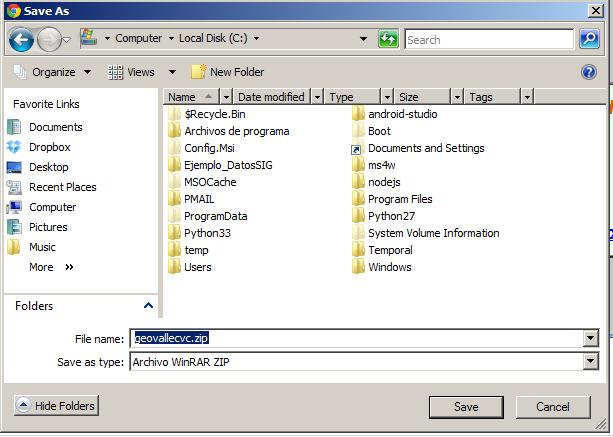 Save As
Computer Local Disk (C:) Search
Organize Views New Folder
Favorite Links
Documents
Dropbox
Desktop
Recent Places
Computer
Pictures
Music
More »
Folders
Name Date modified Type Size Tags
$Recycle.Bin android-studio
Archivos de programa Boot
Config.Msi Documents and Settings
Ejemplo_DatosSIG ms4w
MSOCache nodejs
PMAIL Program Files
ProgramData Python27
Python33 System Volume Information
temp Temporal
Users Windows
File name: geovallecvc.zip
Save as type: Archivo WinRAR ZIP
Hide Folders Save Cancel